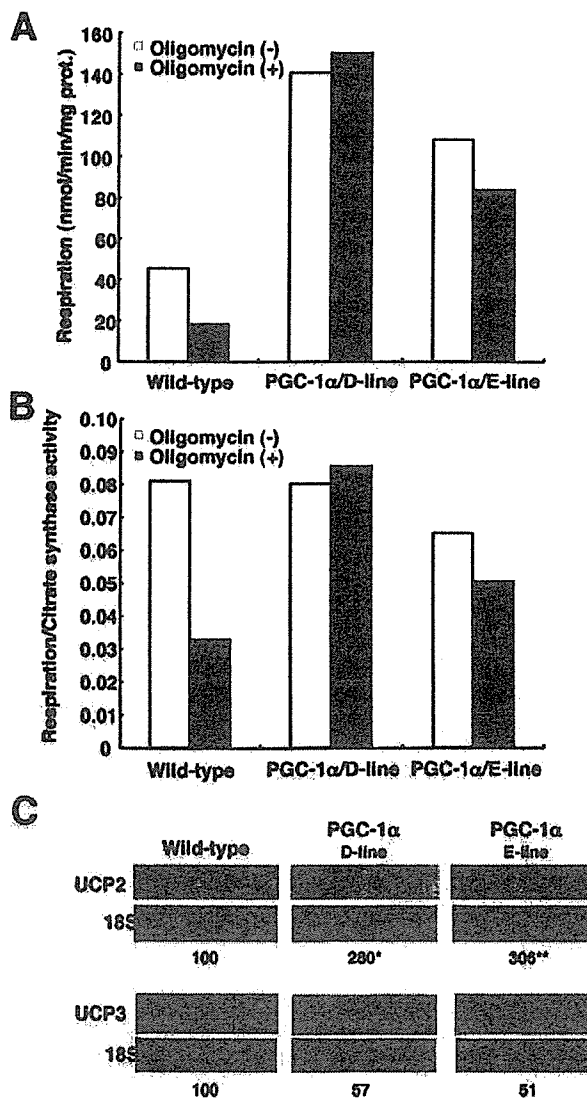 A
160
140
120
100
80
60
40
20
0
Respiration (nmol/min/mg prot.)
Oligomycin (-)
Oligomycin (+)
Wild-type PGC-1α/D-line PGC-1α/E-line
B
0.10
0.09
0.08
0.07
0.06
0.05
0.04
0.03
0.02
0.01
0
Respiration/Citrate synthase activity
Oligomycin (-)
Oligomycin (+)
Wild-type PGC-1α/D-line PGC-1α/E-line
C
Wild-type PGC-1α D-line PGC-1α E-line
UCP2
18S
100 280* 306**
UCP3
18S
100 57 51